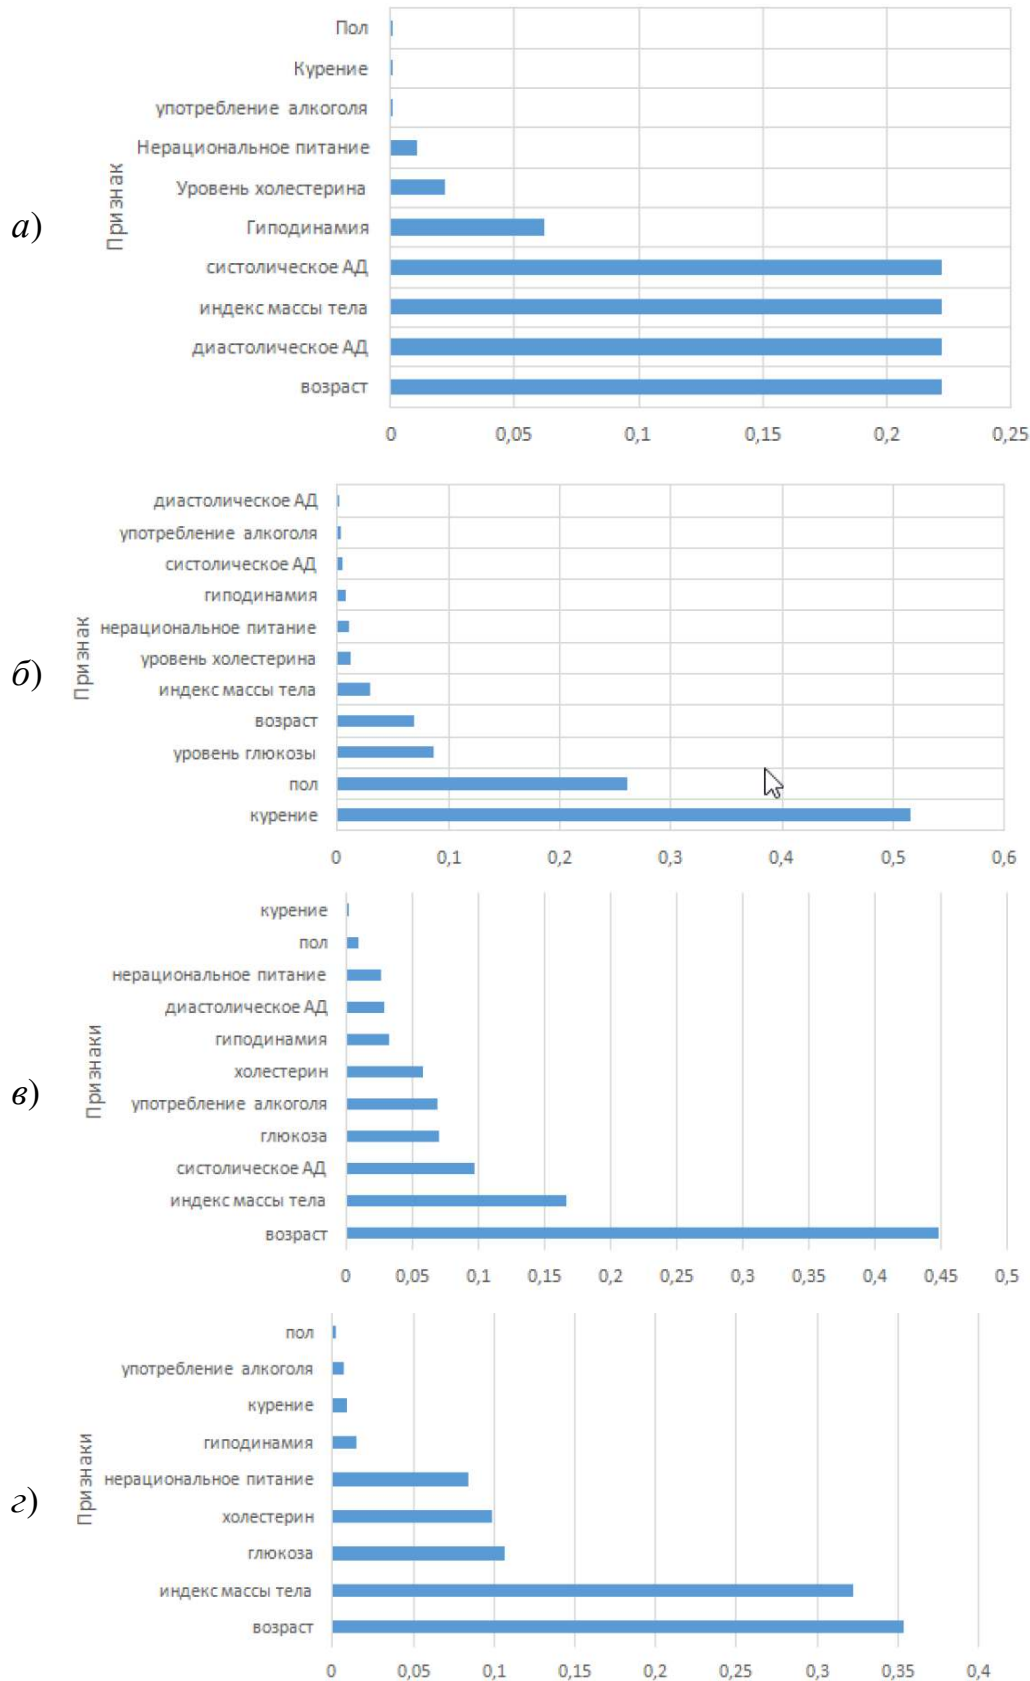 а)
Признак
Пол
Курение
употребление алкоголя
Нерациональное питание
Уровень холестерина
Гиподинамия
систолическое АД
индекс массы тела
диастолическое АД
возраст
0 0,05 0,1 0,15 0,2 0,25
б)
Признак
диастолическое АД
употребление алкоголя
систолическое АД
гиподинамия
нерациональное питание
уровень холестерина
индекс массы тела
возраст
уровень глюкозы
пол
курение
0 0,1 0,2 0,3 0,4 0,5 0,6
в)
Признаки
курение
пол
нерациональное питание
диастолическое АД
гиподинамия
холестерин
употребление алкоголя
глюкоза
систолическое АД
индекс массы тела
возраст
0 0,05 0,1 0,15 0,2 0,25 0,3 0,35 0,4 0,45 0,5
г)
Признаки
пол
употребление алкоголя
курение
гиподинамия
нерациональное питание
холестерин
глюкоза
индекс массы тела
возраст
0 0,05 0,1 0,15 0,2 0,25 0,3 0,35 0,4